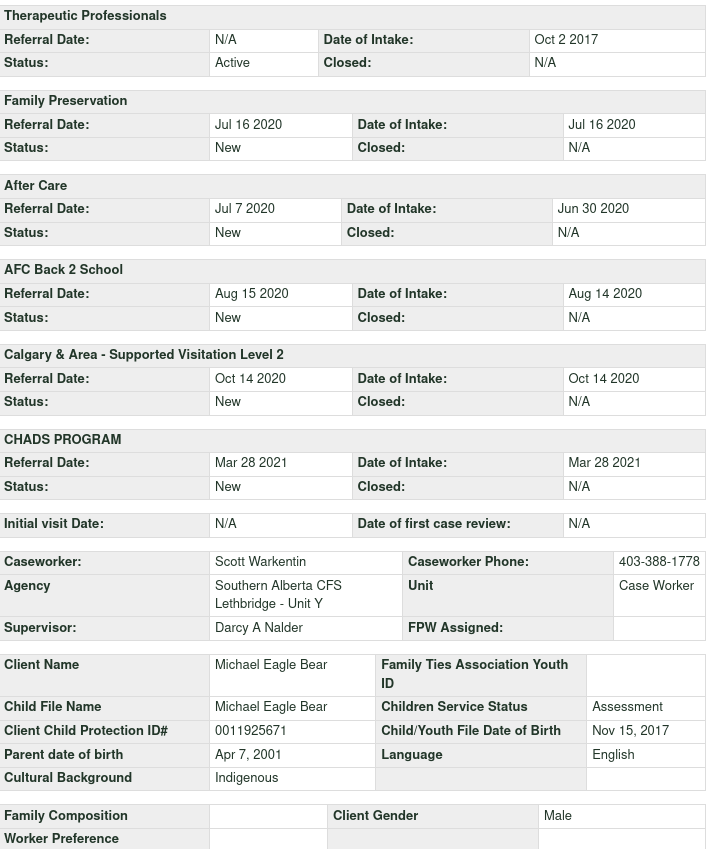 Therapeutic Professionals
Referral Date: N/A Date of Intake: Oct 2 2017
Status: Active Closed: N/A
Family Preservation
Referral Date: Jul 16 2020 Date of Intake: Jul 16 2020
Status: New Closed: N/A
After Care
Referral Date: Jul 7 2020 Date of Intake: Jun 30 2020
Status: New Closed: N/A
AFC Back 2 School
Referral Date: Aug 15 2020 Date of Intake: Aug 14 2020
Status: New Closed: N/A
Calgary & Area - Supported Visitation Level 2
Referral Date: Oct 14 2020 Date of Intake: Oct 14 2020
Status: New Closed: N/A
CHADS PROGRAM
Referral Date: Mar 28 2021 Date of Intake: Mar 28 2021
Status: New Closed: N/A
Initial visit Date: N/A Date of first case review: N/A
Caseworker: Scott Warkentin Caseworker Phone: 403-388-1778
Agency Southern Alberta CFS Unit Case Worker
Lethbridge - Unit Y
Supervisor: Darcy A Nalder FPW Assigned:
Client Name Michael Eagle Bear Family Ties Association Youth
ID
Child File Name Michael Eagle Bear Children Service Status Assessment
Client Child Protection ID# 0011925671 Child/Youth File Date of Birth Nov 15, 2017
Parent date of birth Apr 7, 2001 Language English
Cultural Background Indigenous
Family Composition Client Gender Male
Worker Preference